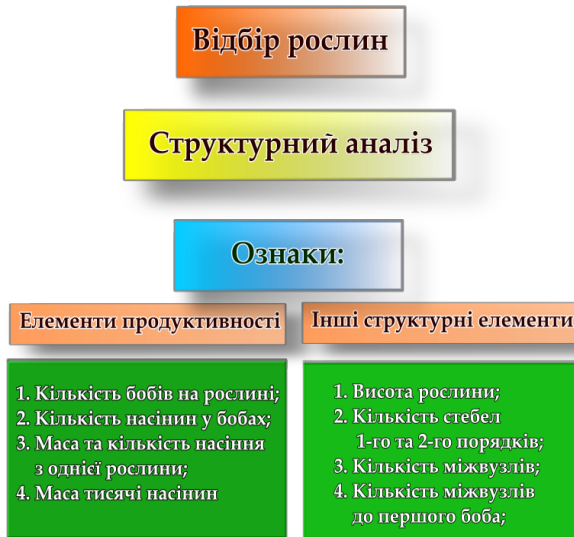 Відбір рослин
Структурний аналіз
Ознаки:
Елементи продуктивності
1. Кількість бобів на рослині;
2. Кількість насінин у бобах;
3. Маса та кількість насіння
з однієї рослини;
4. Маса тисячі насінин
Інші структурні елементи
1. Висота рослини;
2. Кількість стебел
1-го та 2-го порядків;
3. Кількість міжвузлів;
4. Кількість міжвузлів
до першого боба;